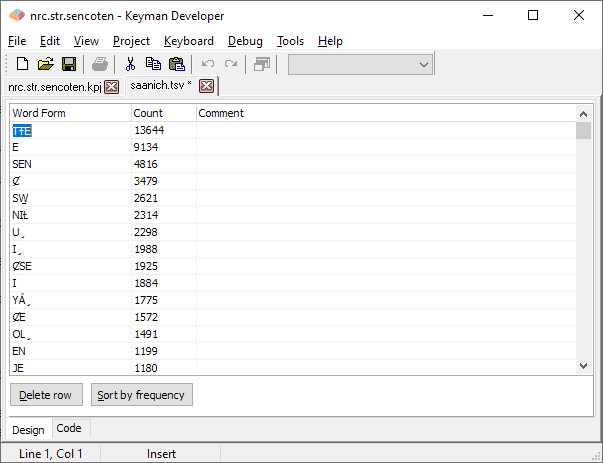 nrc.str.sencoten - Keyman Developer
File Edit View Project Keyboard Debug Tools Help
nrc.str.sencoten.kpj saanich.tsv *
Word Form Count Comment
TŦE 13644
E 9134
SEN 4816
Ȼ 3479
SW̱ 2621
NIȽ 2314
U¸ 2298
I¸ 1988
ȻSE 1925
I 1884
YÁ¸ 1775
ȻE 1572
OL¸ 1491
EN 1199
JE 1180
Delete row Sort by frequency
Design Code
Line 1, Col 1 Insert